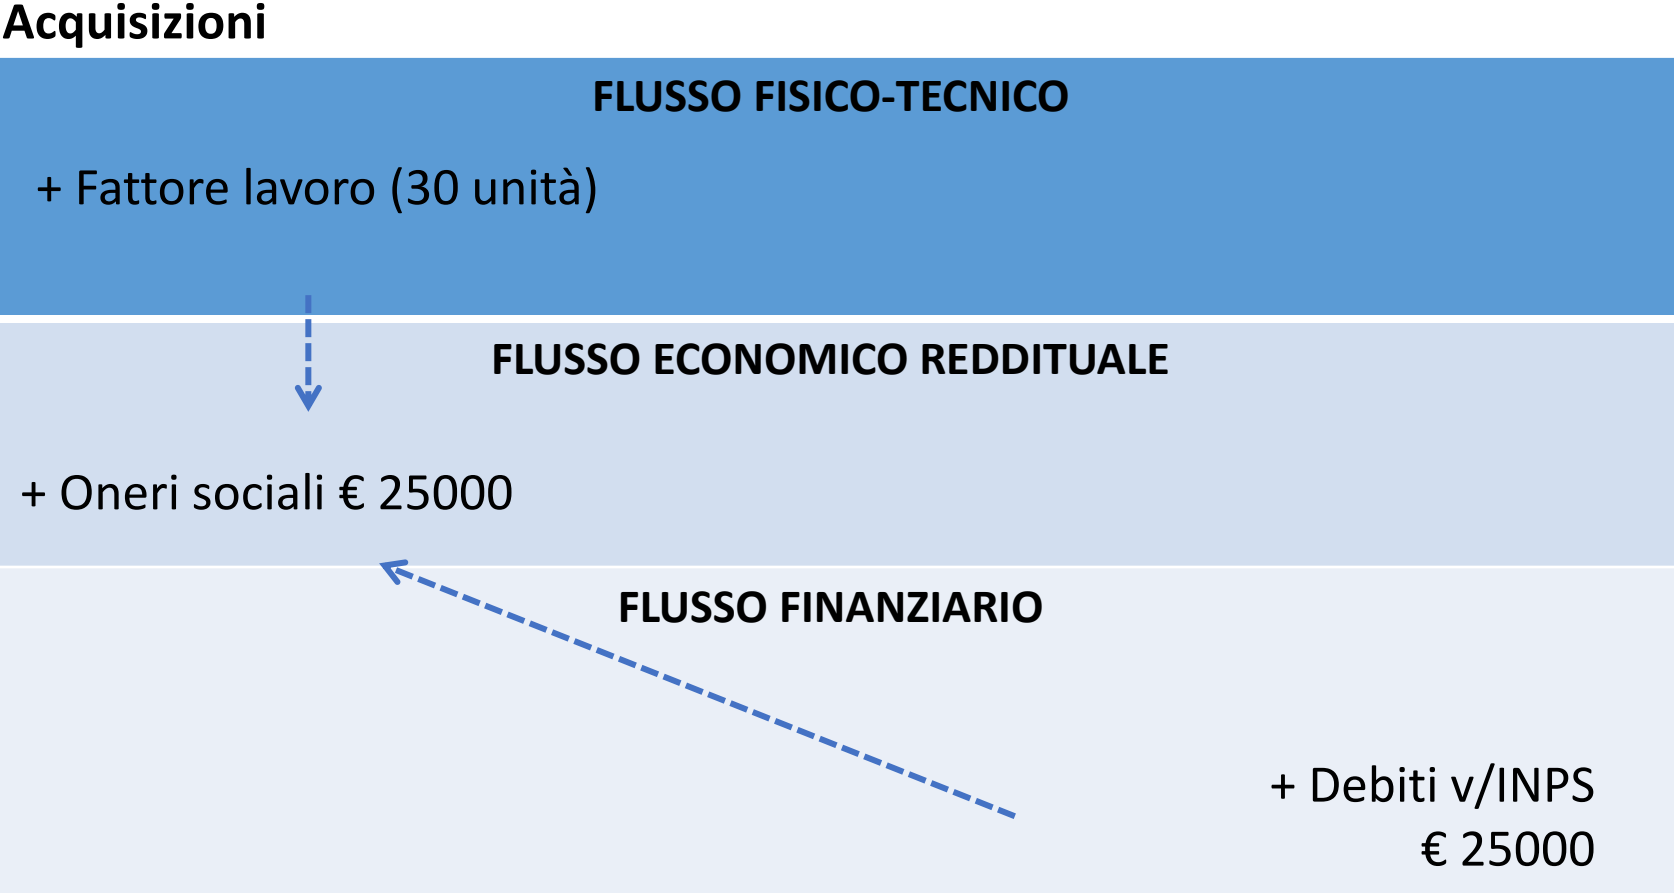 Acquisizioni
FLUSSO FISICO-TECNICO
+ Fattore lavoro (30 unità)
FLUSSO ECONOMICO REDDITUALE
+ Oneri sociali € 25000
FLUSSO FINANZIARIO
+ Debiti v/INPS
€ 25000